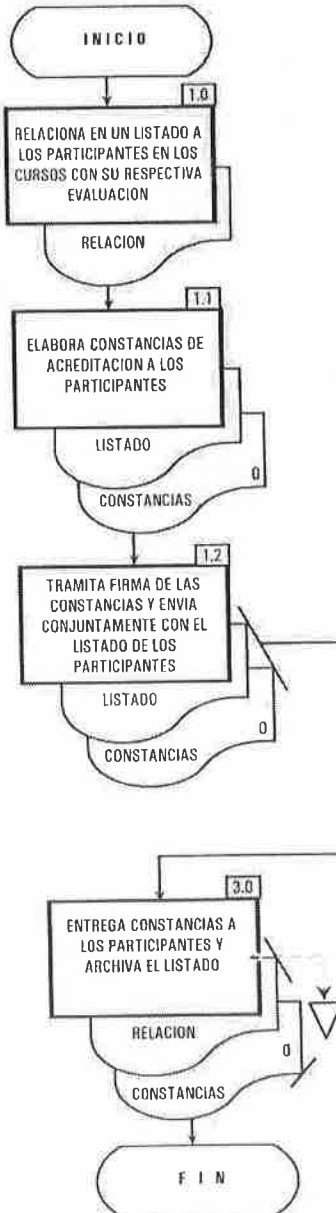 INICIO
1.0
RELACIONA EN UN LISTADO A
LOS PARTICIPANTES EN LOS
CURSOS CON SU RESPECTIVA
EVALUACION
RELACION
1.1
ELABORA CONSTANCIAS DE
ACREDITACION A LOS
PARTICIPANTES
LISTADO
0
CONSTANCIAS
1.2
TRAMITA FIRMA DE LAS
CONSTANCIAS Y ENVIA
CONJUNTAMENTE CON EL
LISTADO DE LOS
PARTICIPANTES
LISTADO
0
CONSTANCIAS
3.0
ENTREGA CONSTANCIAS A
LOS PARTICIPANTES Y
ARCHIVA EL LISTADO
RELACION
0
CONSTANCIAS
F I N